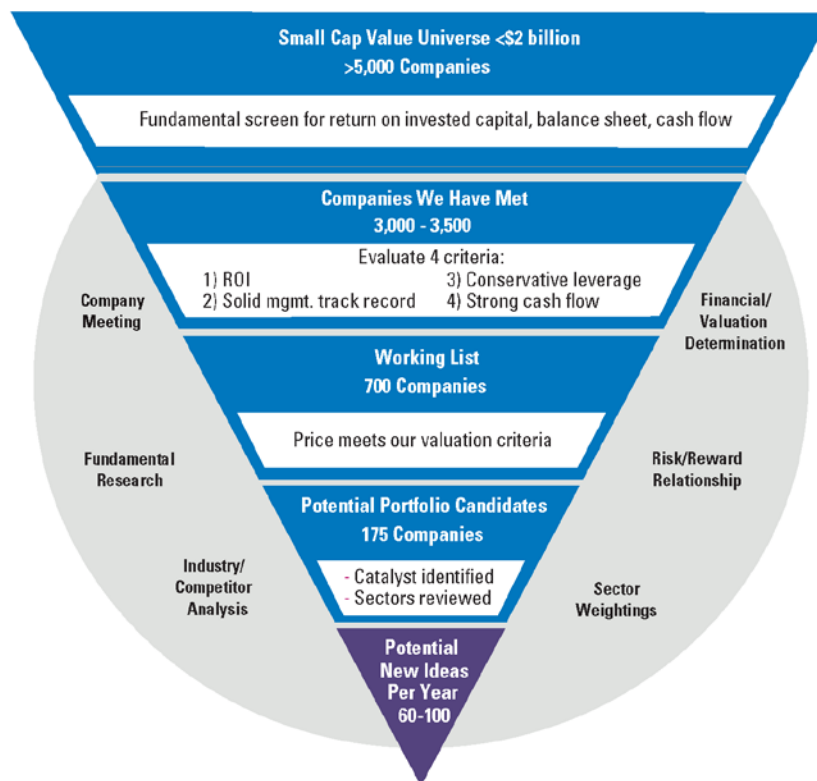 Small Cap Value Universe <$2 billion
>5,000 Companies
Fundamental screen for return on invested capital, balance sheet, cash flow
Companies We Have Met
3,000 - 3,500
Evaluate 4 criteria:
1) ROI
2) Solid mgmt. track record
3) Conservative leverage
4) Strong cash flow
Company
Meeting
Financial/
Valuation
Determination
Working List
700 Companies
Price meets our valuation criteria
Fundamental
Research
Risk/Reward
Relationship
Potential Portfolio Candidates
175 Companies
- Catalyst identified
- Sectors reviewed
Industry/
Competitor
Analysis
Sector
Weightings
Potential
New Ideas
Per Year
60-100